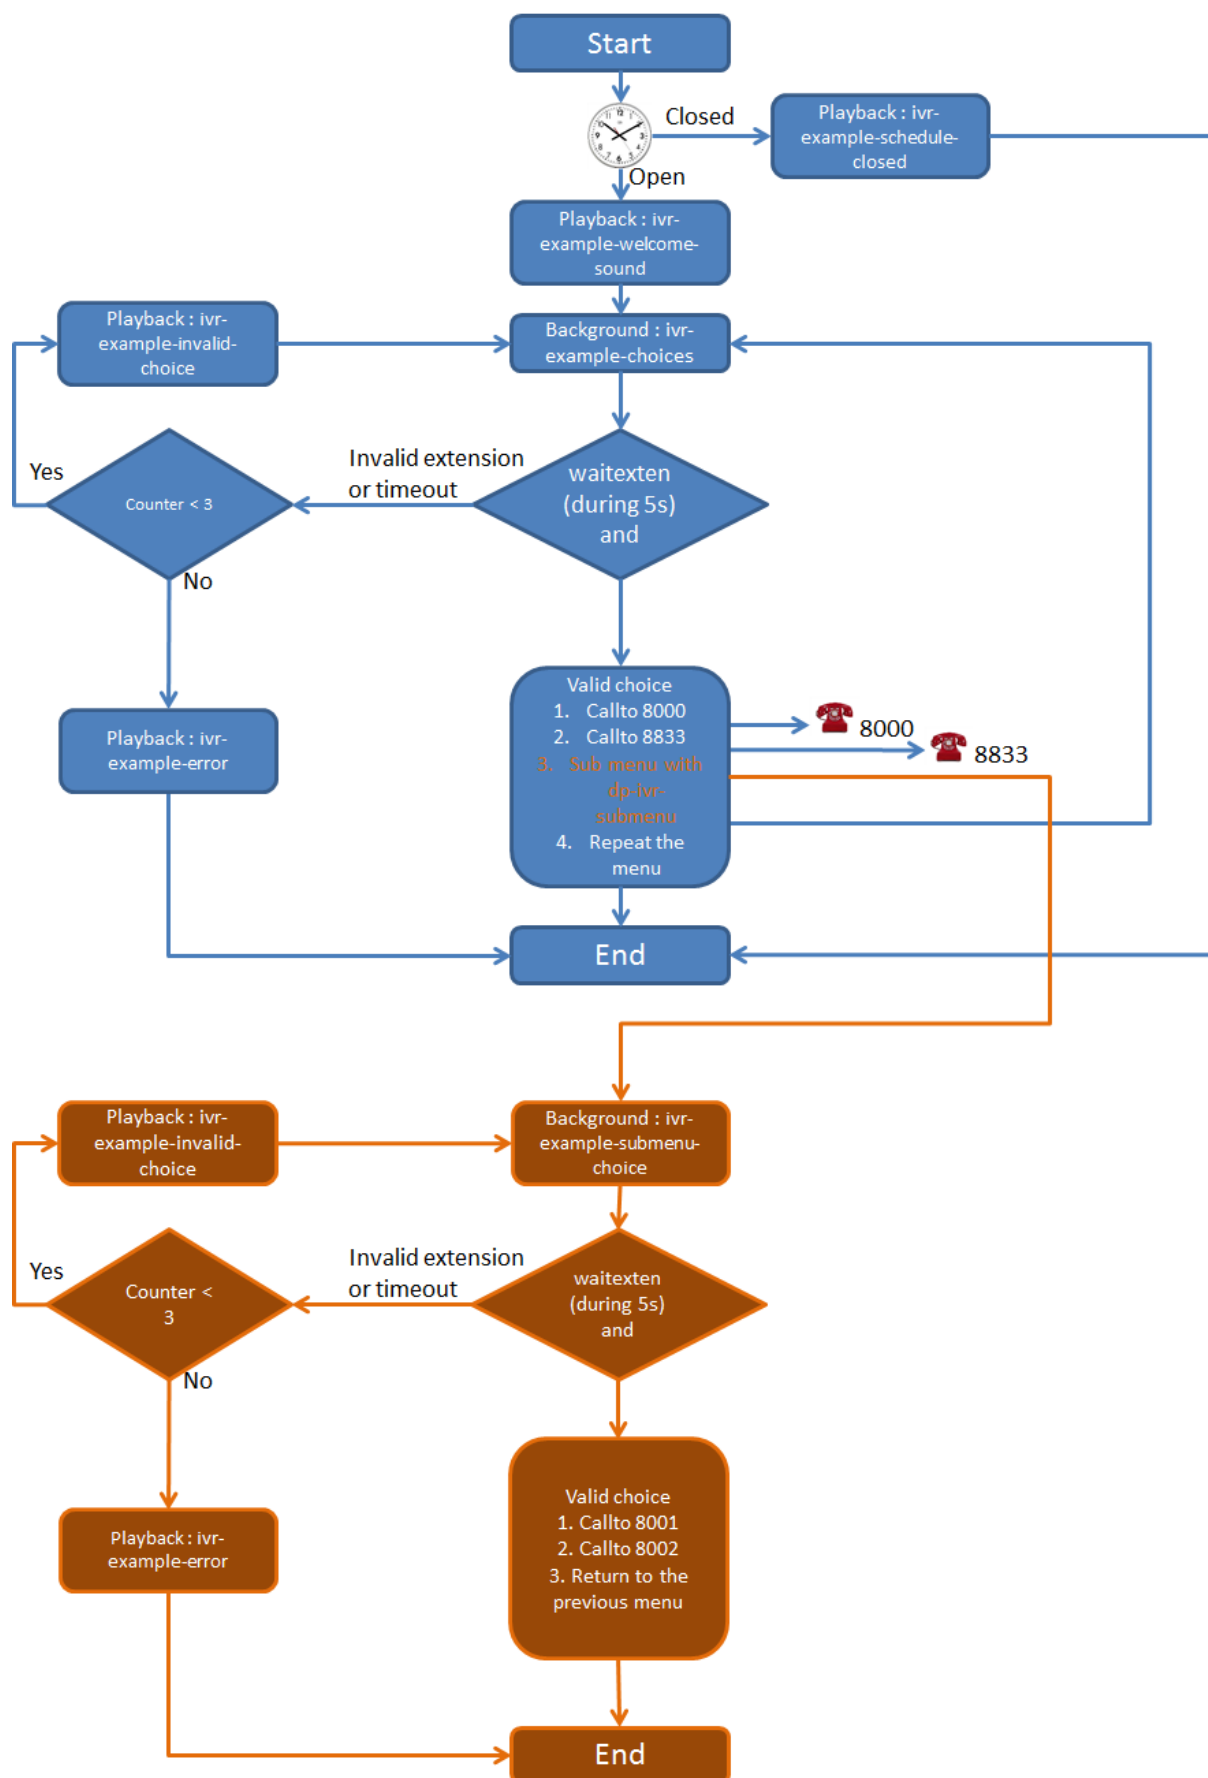 Start
Closed
Playback : ivr-
example-schedule-
closed
Open
Playback : ivr-
example-welcome-
sound
Playback : ivr-
example-invalid-
choice
Background : ivr-
example-choices
Yes
Counter < 3
Invalid extension
or timeout
waitexten
(during 5s)
and
No
Valid choice
1. Callto 8000
2. Callto 8833
3. Sub menu with
dp-ivr-
submenu
4. Repeat the
menu
8000
8833
Playback : ivr-
example-error
End
Playback : ivr-
example-invalid-
choice
Background : ivr-
example-submenu-
choice
Yes
Counter <
3
Invalid extension
or timeout
waitexten
(during 5s)
and
No
Valid choice
1. Callto 8001
2. Callto 8002
3. Return to the
previous menu
Playback : ivr-
example-error
End